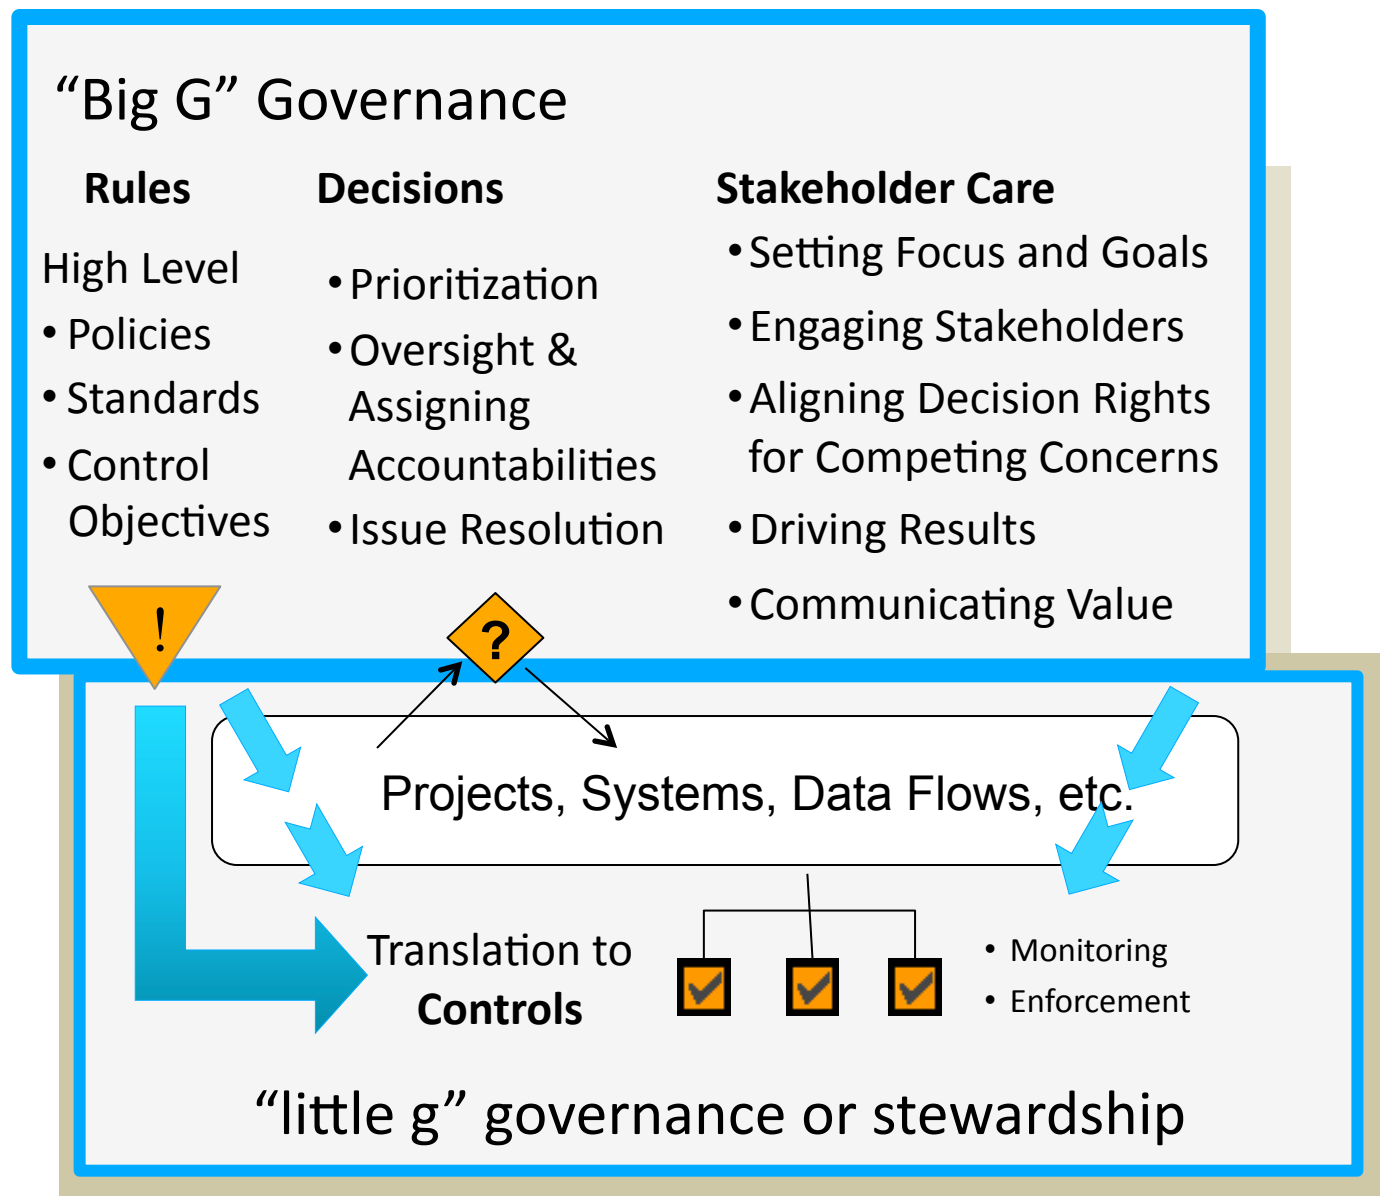 “Big G” Governance
Rules
High Level
• Policies
• Standards
• Control
Objectives
!
Decisions
• Prioritization
• Oversight &
Assigning
Accountabilities
• Issue Resolution
?
Stakeholder Care
• Setting Focus and Goals
• Engaging Stakeholders
• Aligning Decision Rights
for Competing Concerns
• Driving Results
• Communicating Value
Projects, Systems, Data Flows, etc.
Translation to
Controls
• Monitoring
• Enforcement
“little g” governance or stewardship